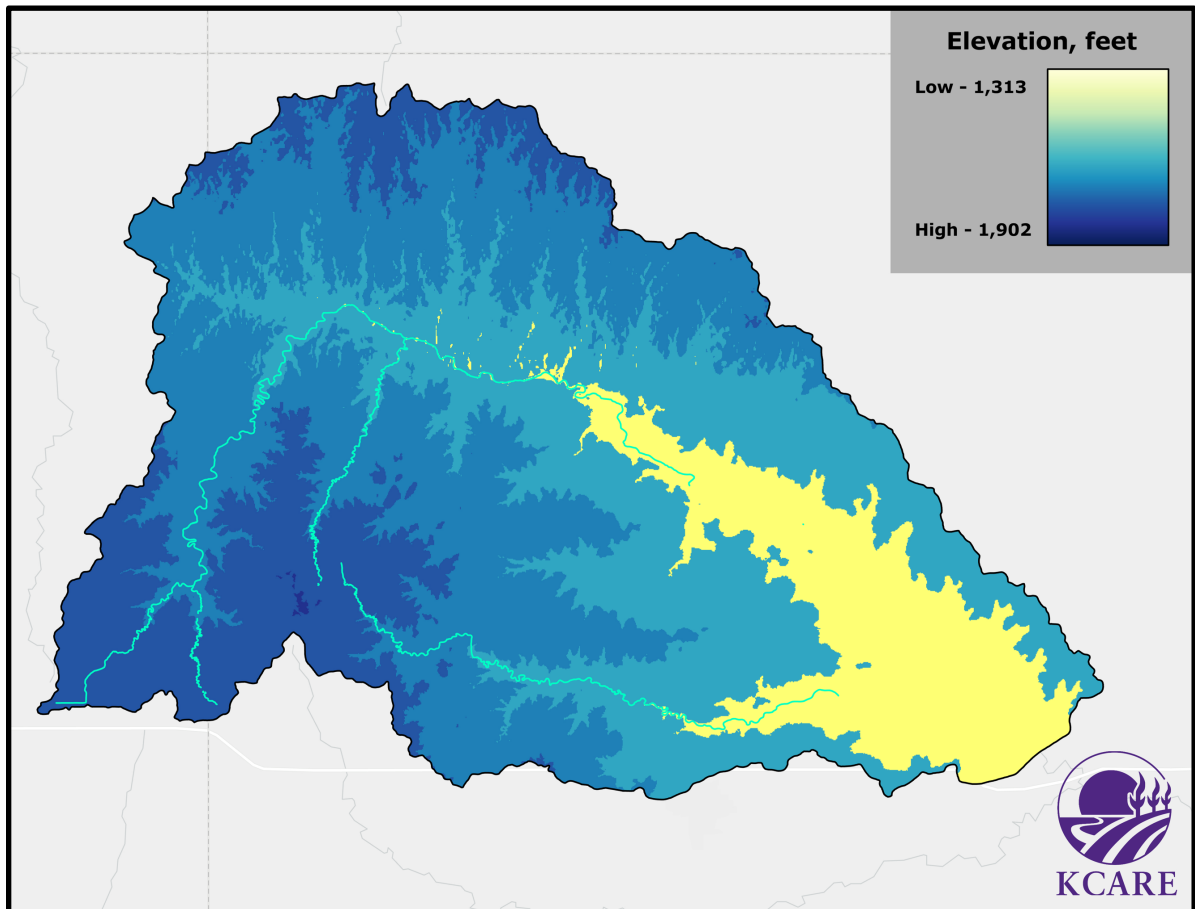 Elevation, feet
Low - 1,313
High - 1,902
KCARE